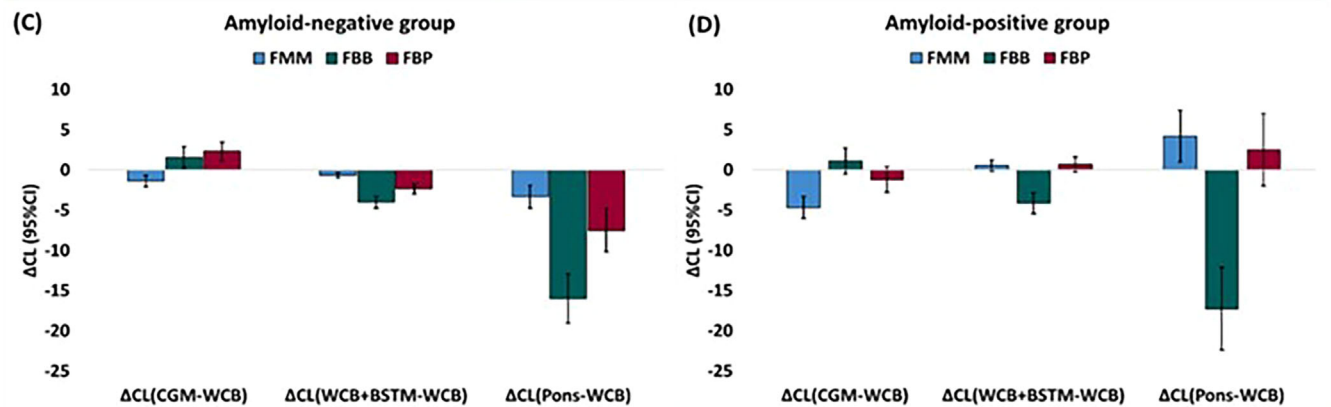 (C) Amyloid-negative group
FMM FBB FBP
10
5
0
-5
-10
-15
-20
-25
ΔCL (95%CI)
ΔCL(CGM-WCB) ΔCL(WCB+BSTM-WCB) ΔCL(Pons-WCB)
(D) Amyloid-positive group
FMM FBB FBP
10
5
0
-5
-10
-15
-20
-25
ΔCL (95%CI)
ΔCL(CGM-WCB) ΔCL(WCB+BSTM-WCB) ΔCL(Pons-WCB)